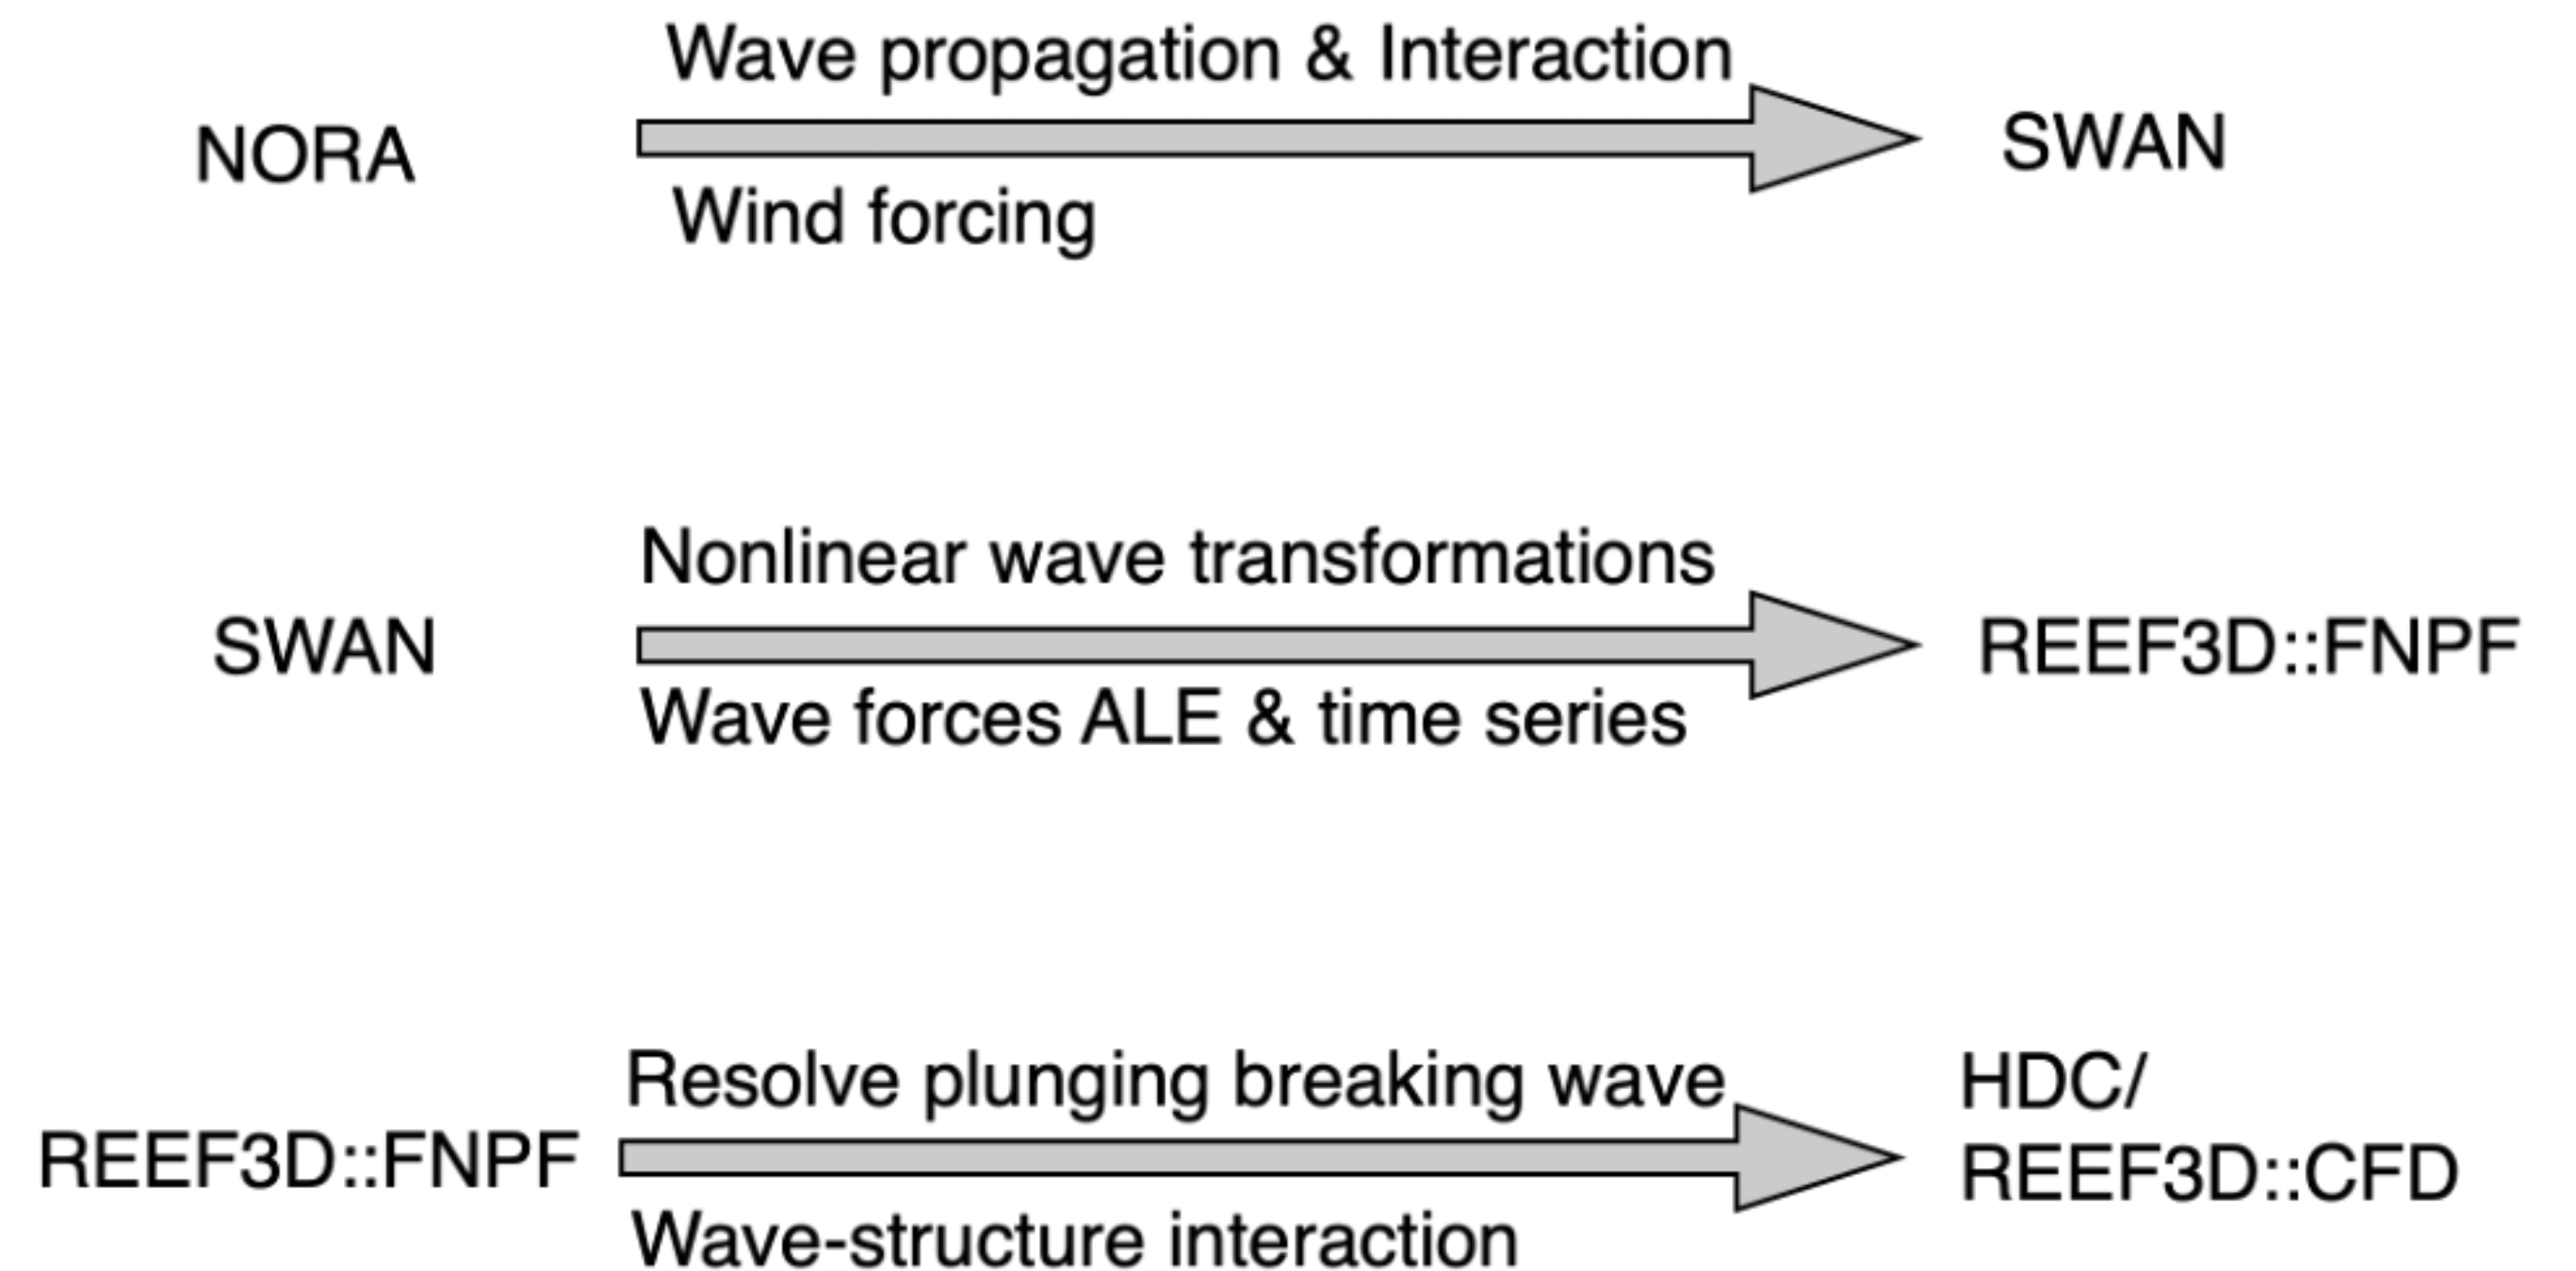 Wave propagation & Interaction
NORA
SWAN
Wind forcing
Nonlinear wave transformations
SWAN
REEF3D::FNPF
Wave forces ALE & time series
Resolve plunging breaking wave
HDC/
REEF3D::FNPF
REEF3D::CFD
Wave-structure interaction